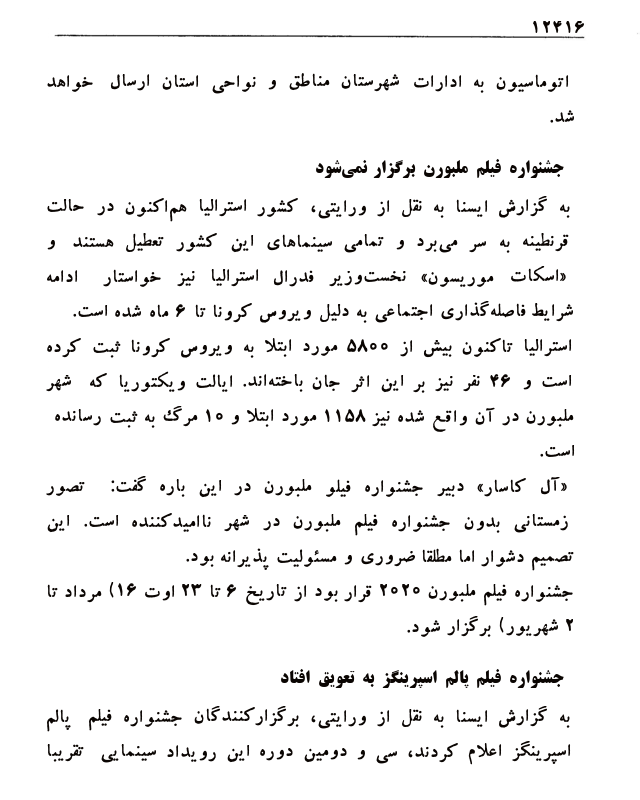 ۱۲۴۱۶
اتوماسیون به ادارات شهرستان مناطق و نواحی استان ارسال خواهد
شد.
جشنواره فیلم ملبورن برگزار نمی‌شود
به گزارش ایسنا به نقل از ورایتی، کشور استرالیا هم‌اکنون در حالت
قرنطینه به سر می‌برد و تمامی سینماهای این کشور تعطیل هستند و
«اسکات موریسون» نخست‌وزیر فدرال استرالیا نیز خواستار ادامه
شرایط فاصله‌گذاری اجتماعی به دلیل ویروس کرونا تا ۶ ماه شده است.
استرالیا تاکنون بیش از ۵۸۰۰ مورد ابتلا به ویروس کرونا ثبت کرده
است و ۴۶ نفر نیز بر این اثر جان باخته‌اند. ایالت ویکتوریا که شهر
ملبورن در آن واقع شده نیز ۱۱۵۸ مورد ابتلا و ۱۰ مرگ به ثبت رسانده
است.
«آل کاسار» دبیر جشنواره فیلو ملبورن در این باره گفت: تصور
زمستانی بدون جشنواره فیلم ملبورن در شهر ناامیدکننده است. این
تصمیم دشوار اما مطلقا ضروری و مسئولیت پذیرانه بود.
جشنواره فیلم ملبورن ۲۰۲۰ قرار بود از تاریخ ۶ تا ۲۳ اوت ۱۶) مرداد تا
۲ شهریور) برگزار شود.
جشنواره فیلم پالم اسپرینگز به تعویق افتاد
به گزارش ایسنا به نقل از ورایتی، برگزارکنندگان جشنواره فیلم پالم
اسپرینگز اعلام کردند، سی و دومین دوره این رویداد سینمایی تقریبا